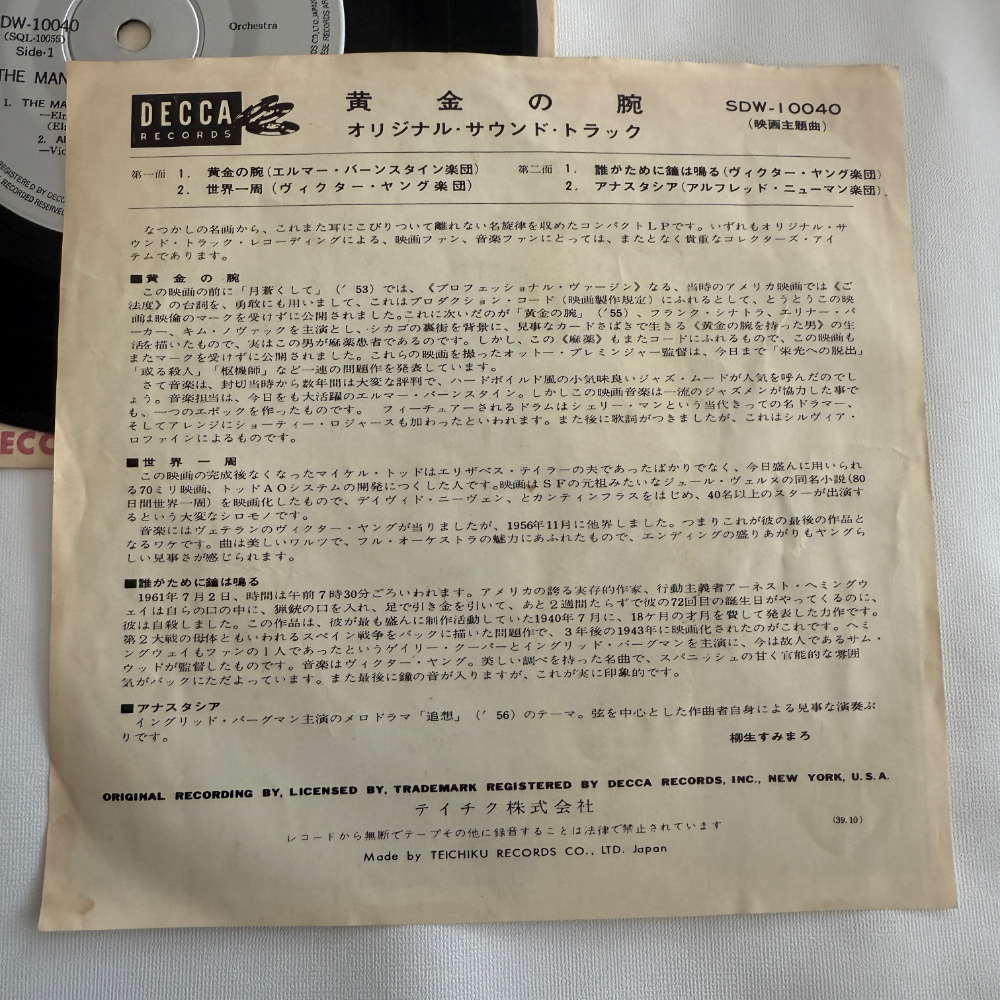 DW-10040
(SQL-10055)
Side-1
Orchestra
THE MAN
1. THE MA
2. A
DECCA
RECORDS
黄金の腕
オリジナル・サウンド・トラック
SDW-10040
(映画主題曲)
第一面 1. 黄金の腕(エルマー・バーンスタイン楽団)
2. 世界一周(ヴィクター・ヤング楽団)
第二面 1. 誰がために鐘は鳴る(ヴィクター・ヤング楽団)
2. アナスタシア(アルフレッド・ニューマン楽団)
なつかしの名画から、これまた耳にこびりついて離れない名旋律を収めたコンパクトLPです。いずれもオリジナル・サ
ウンド・トラック・レコーディングによる、映画ファン、音楽ファンにとっては、またとなく貴重なコレクターズ・アイ
テムであります。
■黄金の腕
この映画の前に「月蒼くして」(′53)では、《プロフェッショナル・ヴァージン》なる、当時のアメリカ映画では《ご
法度》の台詞を、勇敢にも用いまして、これはプロダクション・コード(映画製作規定)にふれるとして、とうとうこの映
画は映倫のマークを受けずに公開されました。これに次いだのが「黄金の腕」(′55)、フランク・シナトラ、エリナー・パ
ーカー、キム・ノヴァックを主演とし、シカゴの裏街を背景に、見事なカードさばきで生きる《黄金の腕を持った男》の生
活を描いたもので、実はこの男が麻薬患者であるのです。しかし、この《麻薬》もまたコードにふれるもので、この映画も
またマークを受けずに公開されました。これらの映画を撮ったオットー・プレミンジャー監督は、今日まで「栄光への脱出」
「或る殺人」「枢機師」など一連の問題作を発表しています。
さて音楽は、封切当時から数年間は大変な評判で、ハードボイルド風の小気味良いジャズ・ムードが人気を呼んだのでし
ょう。音楽担当は、今日をも大活躍のエルマー・バーンスタイン。しかしこの映画音楽は一流のジャズメンが協力した事で
も、一つのエポックを作ったものです。 フィーチュアーされるドラムはシェリー・マンという当代きっての名ドラマー、
そしてアレンジにショーティー・ロジャースも加わったといわれます。また後に歌詞がつきましたが、これはシルヴィア・
ロファインによるものです。
■世界一周
この映画の完成後なくなったマイケル・トッドはエリザベス・テイラーの夫であったばかりでなく、今日盛んに用いられ
る70ミリ映画、トッドAOシステムの開発につくした人です。映画はSFの元祖みたいなジュール・ヴェルヌの同名小説(80
日間世界一周)を映画化したもので、デイヴィド・ニーヴェン、とカンティンフラスをはじめ、40名以上のスターが出演す
るという大変なシロモノです。
音楽にはヴェテランのヴィクター・ヤングが当りましたが、1956年11月に他界しました。つまりこれが彼の最後の作品と
なるワケです。曲は美しいワルツで、フル・オーケストラの魅力にあふれたもので、エンディングの盛りあがりもヤングら
しい見事さが感じられます。
■誰がために鐘は鳴る
1961年7月2日、時間は午前7時30分ごろいわれます。アメリカの誇る実存的作家、行動主義者アーネスト・ヘミングウ
ェイは自らの口の中に、猟銃の口を入れ、足で引き金を引いて、あと2週間たらずで彼の72回目の誕生日がやってくるのに、
彼は自殺しました。この作品は、彼が最も盛んに制作活動していた1940年7月に、18ケ月の才月を費して発表した力作です。
第2大戦の母体ともいわれるスペイン戦争をバックに描いた問題作で、3年後の1943年に映画化されたのがこれです。ヘミ
ングウェイもファンの1人であったというゲイリー・クーパーとイングリッド・バーグマンを主演に、今は故人であるサム・
ウッドが監督したものです。音楽はヴィクター・ヤング。美しい調べを持った名曲で、スパニッシュの甘く官能的な雰囲
気がバックにただよっています。また最後に鐘の音が入りますが、これが実に印象的です。
■アナスタシア
イングリッド・バーグマン主演のメロドラマ「追想」(′56)のテーマ。弦を中心とした作曲者自身による見事な演奏ぶ
りです。
柳生すみまろ
ORIGINAL RECORDING BY, LICENSED BY, TRADEMARK REGISTERED BY DECCA RECORDS, INC., NEW YORK, U.S.A.
テイチク株式会社
レコードから無断でテープその他に録音することは法律で禁止されています
(39.10)
Made by TEICHIKU RECORDS CO., LTD. Japan